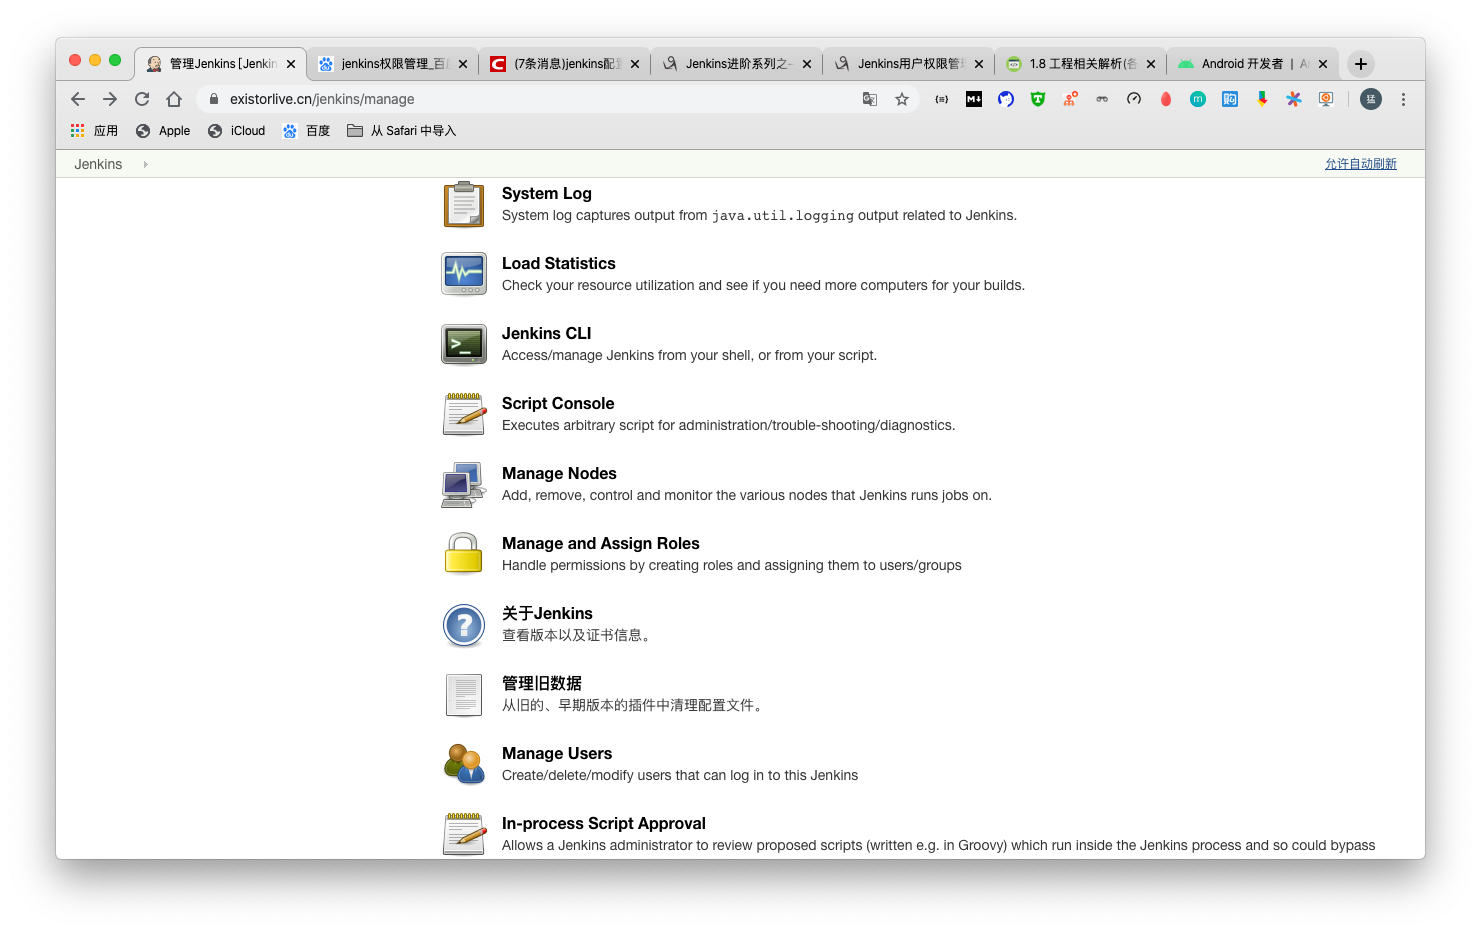 管理Jenkins [Jenkin
jenkins权限管理_百度
(7条消息)jenkins配置
Jenkins进阶系列之—
Jenkins用户权限管理
1.8 工程相关解析(各
Android 开发者 | A
existorlive.cn/jenkins/manage
猛
应用
Apple
iCloud
百度
从 Safari 中导入
Jenkins
允许自动刷新
System Log
System log captures output from java.util.logging output related to Jenkins.
Load Statistics
Check your resource utilization and see if you need more computers for your builds.
Jenkins CLI
Access/manage Jenkins from your shell, or from your script.
Script Console
Executes arbitrary script for administration/trouble-shooting/diagnostics.
Manage Nodes
Add, remove, control and monitor the various nodes that Jenkins runs jobs on.
Manage and Assign Roles
Handle permissions by creating roles and assigning them to users/groups
关于Jenkins
查看版本以及证书信息。
管理旧数据
从旧的、早期版本的插件中清理配置文件。
Manage Users
Create/delete/modify users that can log in to this Jenkins
In-process Script Approval
Allows a Jenkins administrator to review proposed scripts (written e.g. in Groovy) which run inside the Jenkins process and so could bypass